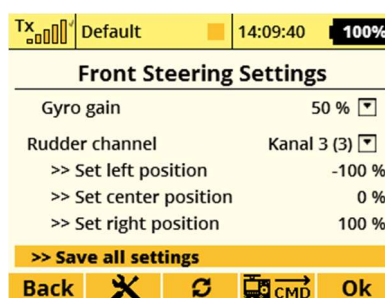 Tx Default 14:09:40 100%
Front Steering Settings
Gyro gain 50 %
Rudder channel Kanal 3 (3)
>> Set left position -100 %
>> Set center position 0 %
>> Set right position 100 %
>> Save all settings
Back CMD Ok